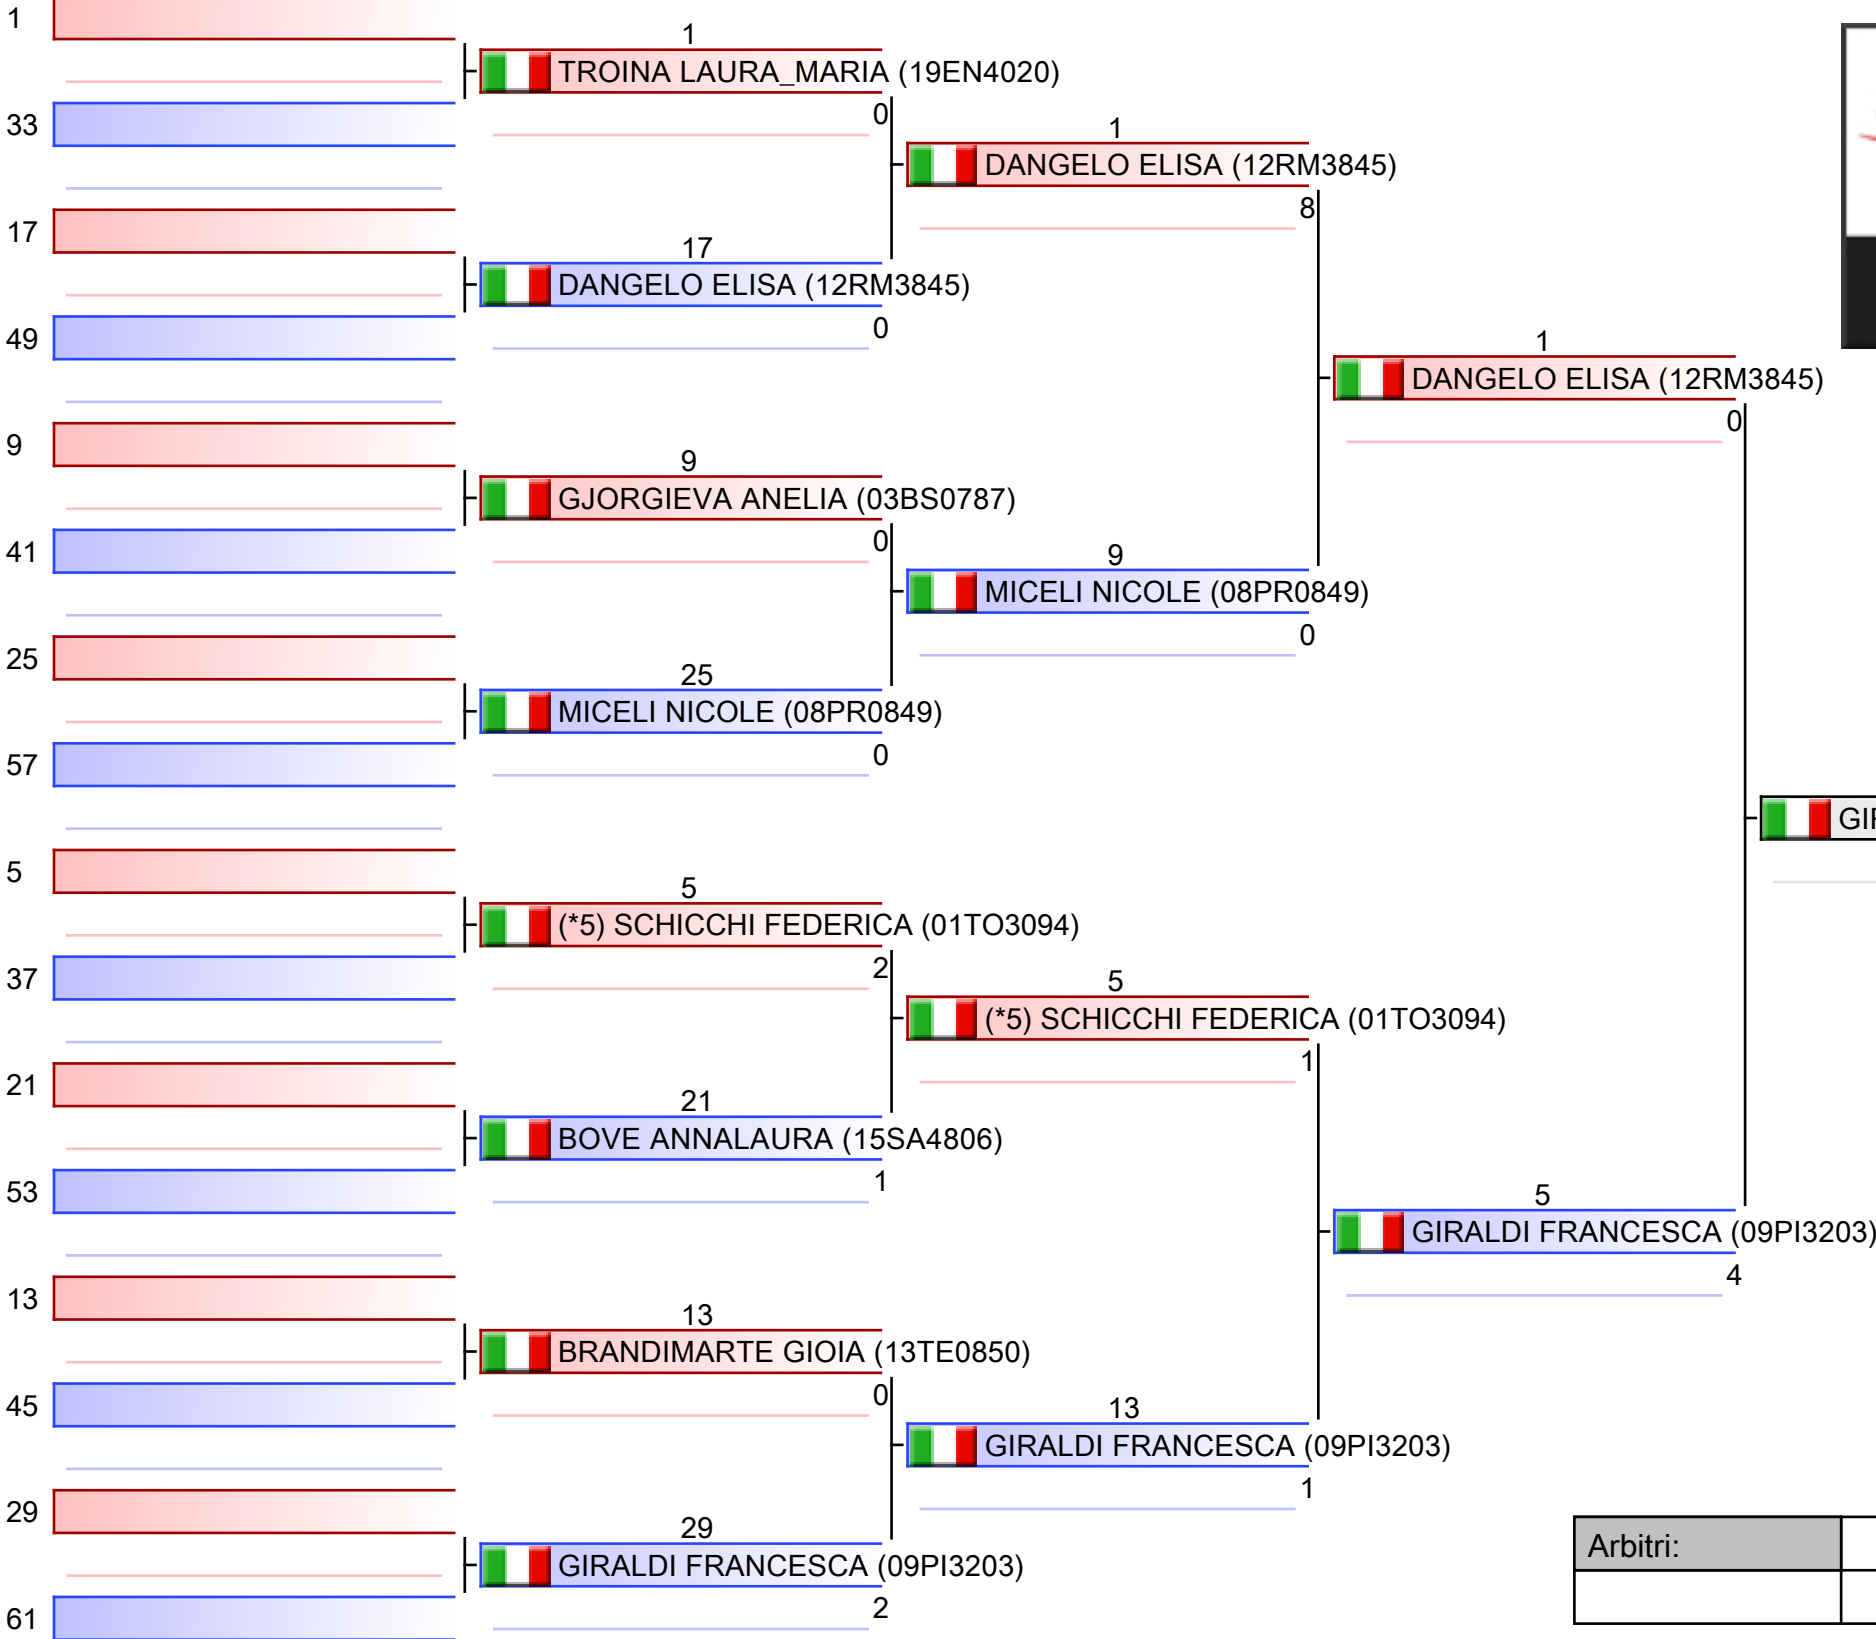 1
33
17
49
9
41
25
57
5
37
21
53
13
45
29
61
1
TROINA LAURA_MARIA (19EN4020)
0
17
DANGELO ELISA (12RM3845)
0
9
GJORGIEVA ANELIA (03BS0787)
0
25
MICELI NICOLE (08PR0849)
0
5
(*5) SCHICCHI FEDERICA (01TO3094)
2
21
BOVE ANNALAURA (15SA4806)
1
13
BRANDIMARTE GIOIA (13TE0850)
0
29
GIRALDI FRANCESCA (09PI3203)
2
1
DANGELO ELISA (12RM3845)
8
9
MICELI NICOLE (08PR0849)
0
5
(*5) SCHICCHI FEDERICA (01TO3094)
1
13
GIRALDI FRANCESCA (09PI3203)
1
1
DANGELO ELISA (12RM3845)
0
5
GIRALDI FRANCESCA (09PI3203)
4
Arbitri: